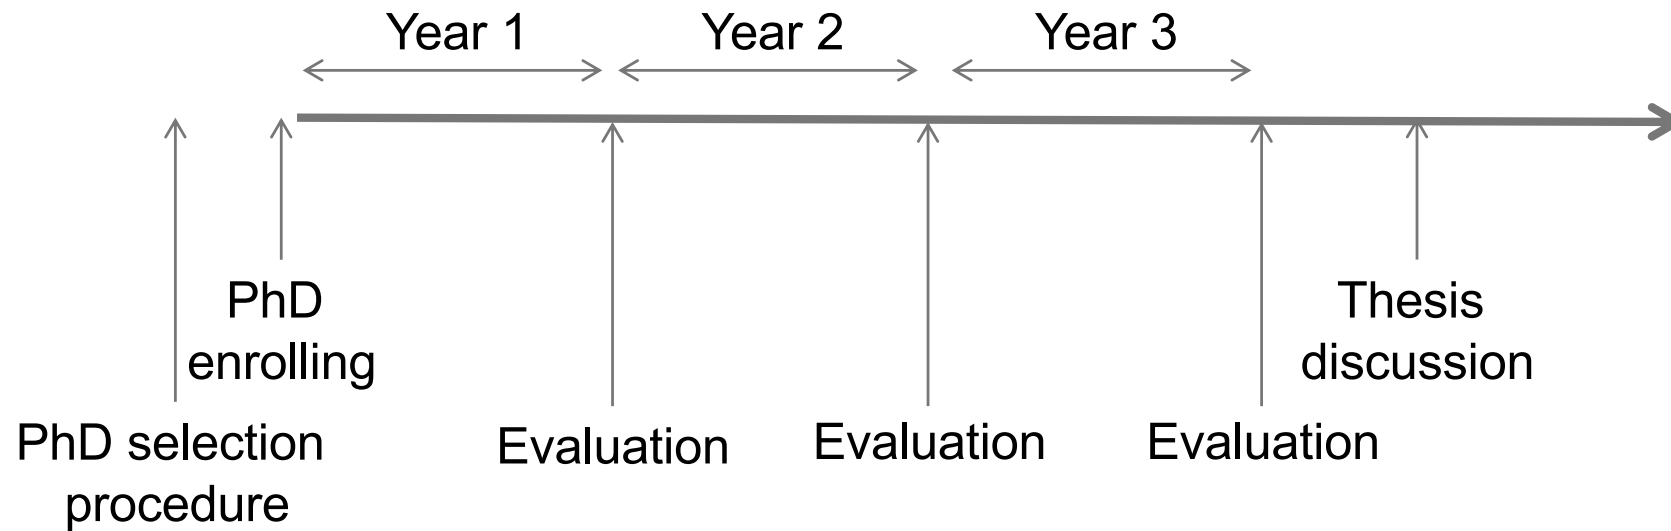 Year 1
Year 2
Year 3
PhD
enrolling
Thesis
discussion
PhD selection
procedure
Evaluation
Evaluation
Evaluation